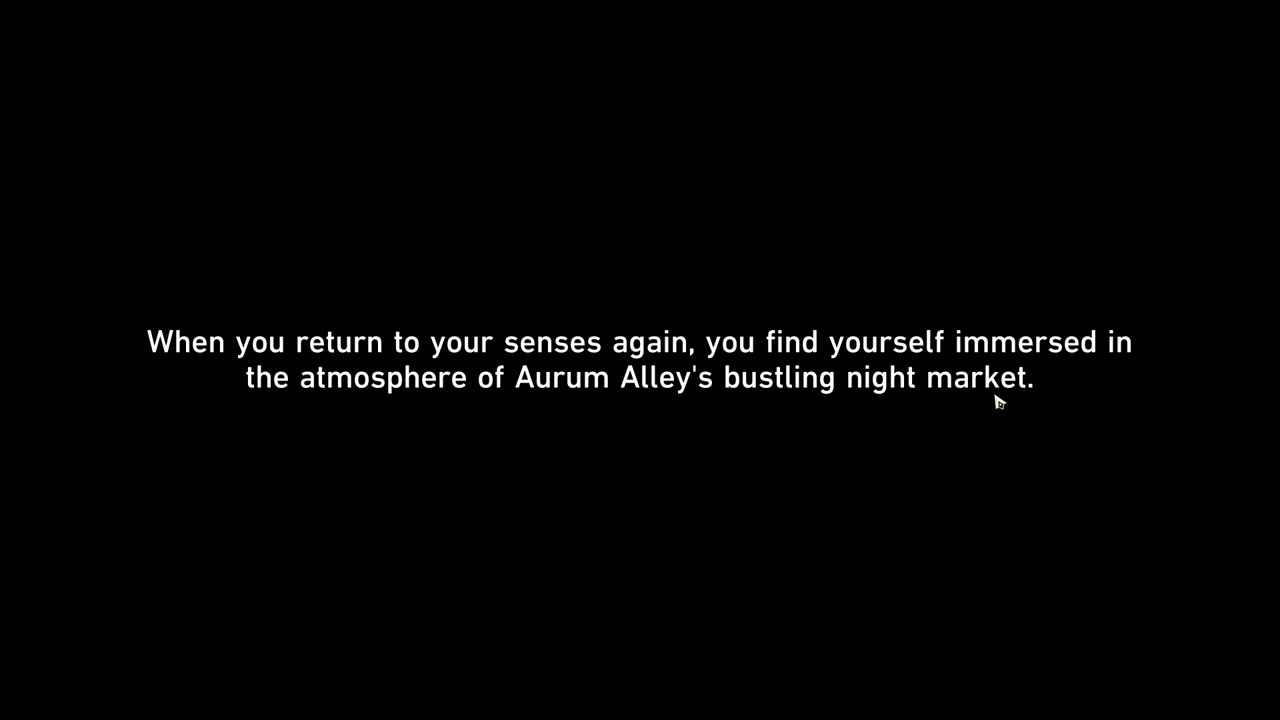 When you return to your senses again, you find yourself immersed in
the atmosphere of Aurum Alley's bustling night market.